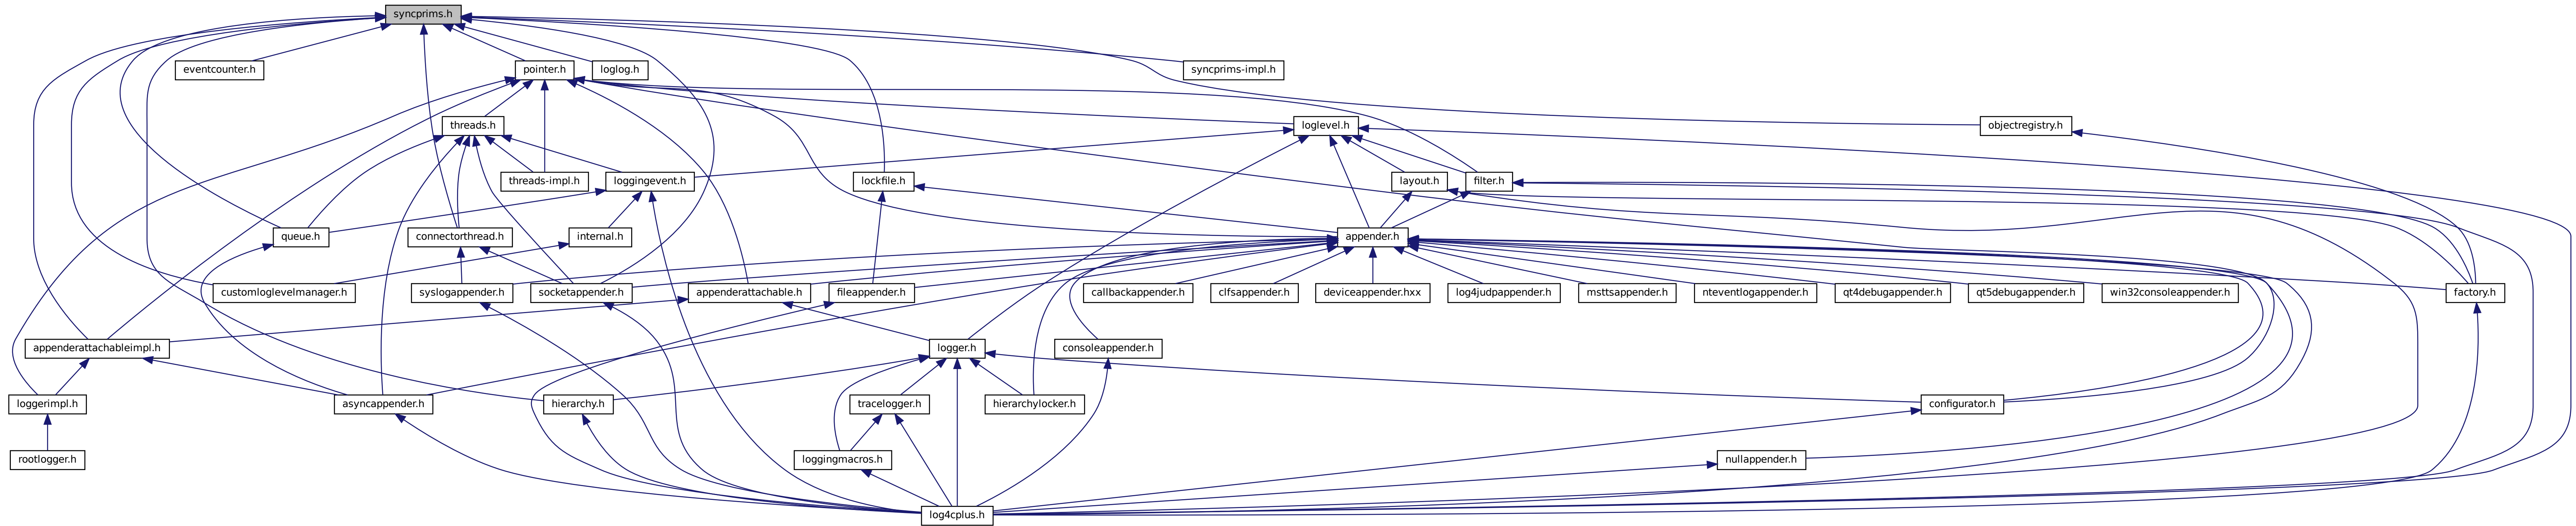 syncprims.h
eventcounter.h
pointer.h
loglog.h
syncprims-impl.h
threads.h
loglevel.h
objectregistry.h
threads-impl.h
loggingevent.h
lockfile.h
layout.h
filter.h
queue.h
connectorthread.h
internal.h
appender.h
customloglevelmanager.h
syslogappender.h
socketappender.h
appenderattachable.h
fileappender.h
callbackappender.h
clfsappender.h
deviceappender.hxx
log4judpappender.h
msttsappender.h
nteventlogappender.h
qt4debugappender.h
qt5debugappender.h
win32consoleappender.h
factory.h
appenderattachableimpl.h
logger.h
consoleappender.h
loggerimpl.h
asyncappender.h
hierarchy.h
tracelogger.h
hierarchylocker.h
configurator.h
rootlogger.h
loggingmacros.h
nullappender.h
log4cplus.h